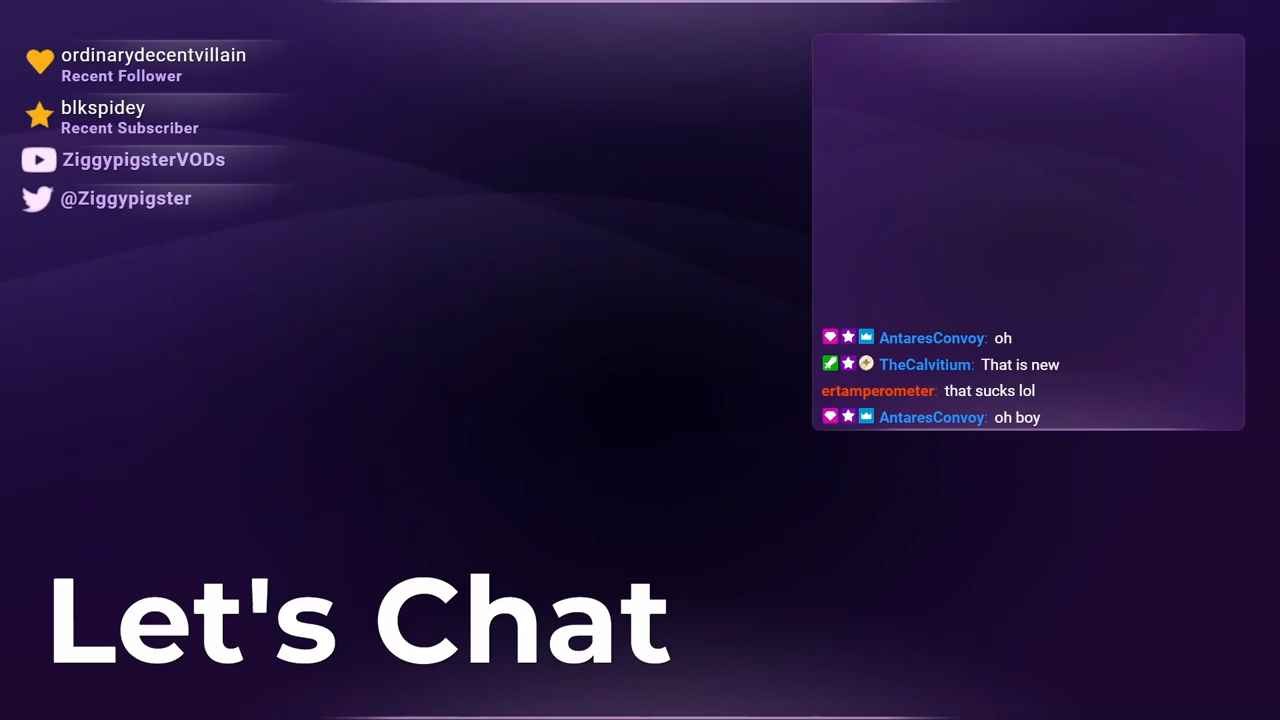 ordinarydecentvillain
Recent Follower
blkspidey
Recent Subscriber
ZiggypigsterVODs
@Ziggypigster
AntaresConvoy: oh
TheCalvitium: That is new
ertamperometer: that sucks lol
AntaresConvoy: oh boy
Let's Chat